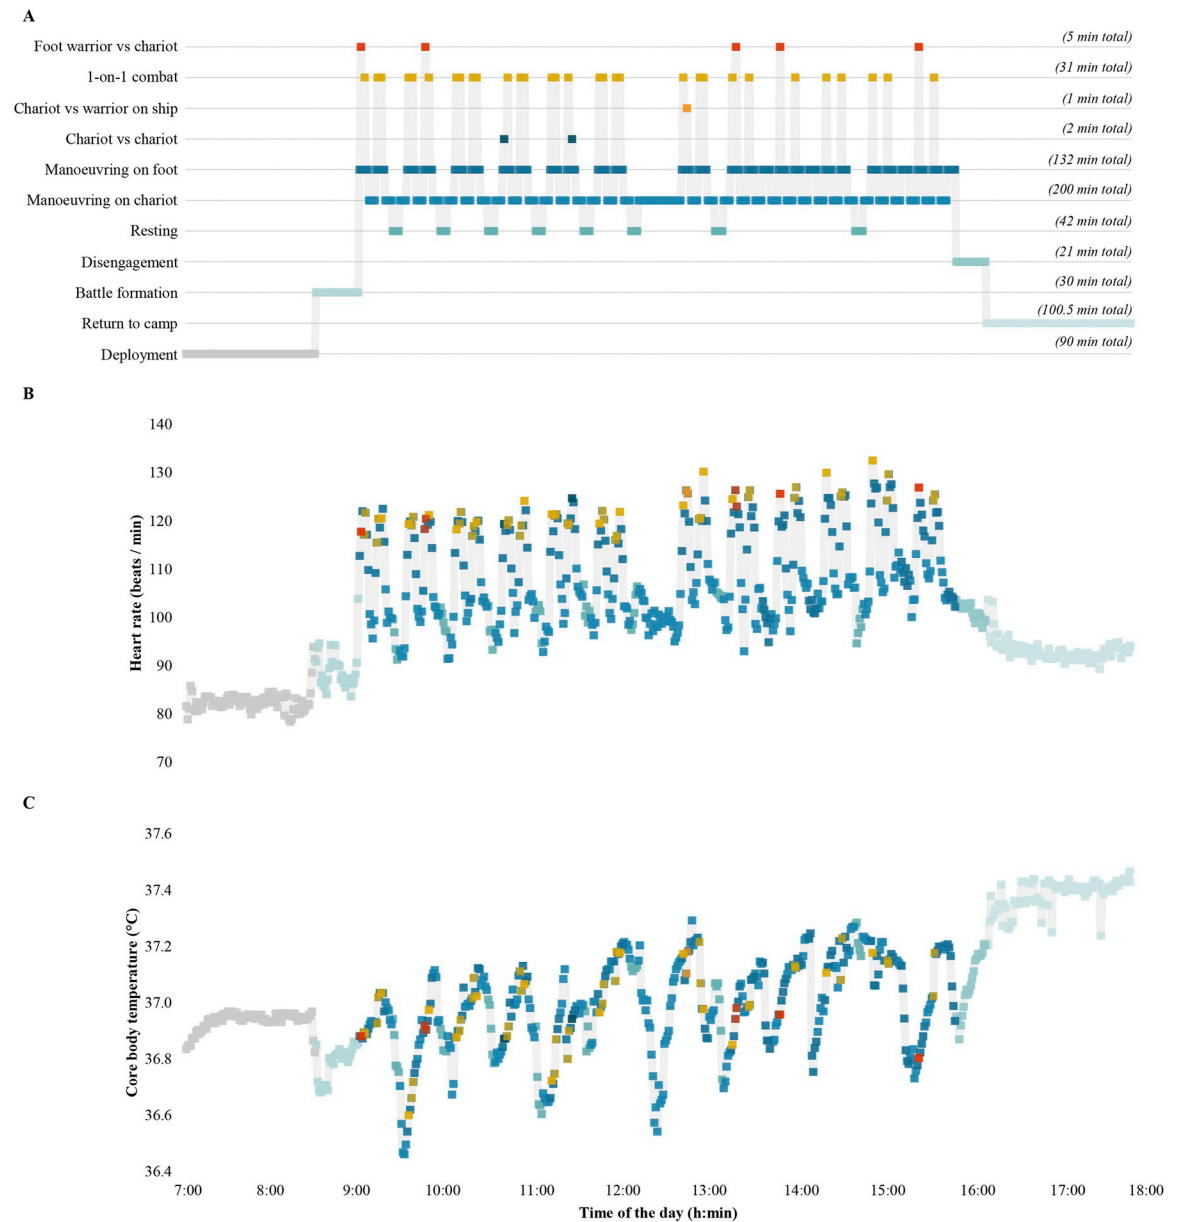 A
Foot warrior vs chariot (5 min total)
1-on-1 combat (31 min total)
Chariot vs warrior on ship (1 min total)
Chariot vs chariot (2 min total)
Manoeuvring on foot (132 min total)
Manoeuvring on chariot (200 min total)
Resting (42 min total)
Disengagement (21 min total)
Battle formation (30 min total)
Return to camp (100.5 min total)
Deployment (90 min total)
B
Heart rate (beats / min)
140
130
120
110
100
90
80
70
C
Core body temperature (°C)
37.6
37.4
37.2
37.0
36.8
36.6
36.4
7:00 8:00 9:00 10:00 11:00 12:00 13:00 14:00 15:00 16:00 17:00 18:00
Time of the day (h:min)